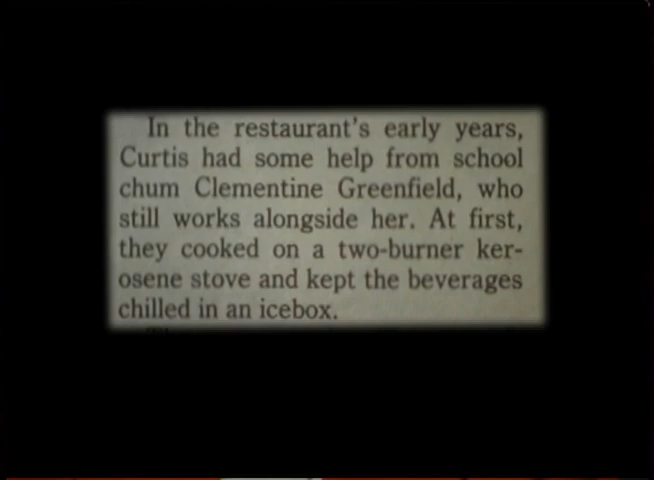 In the restaurant's early years,
Curtis had some help from school
chum Clementine Greenfield, who
still works alongside her. At first,
they cooked on a two-burner ker-
osene stove and kept the beverages
chilled in an icebox.